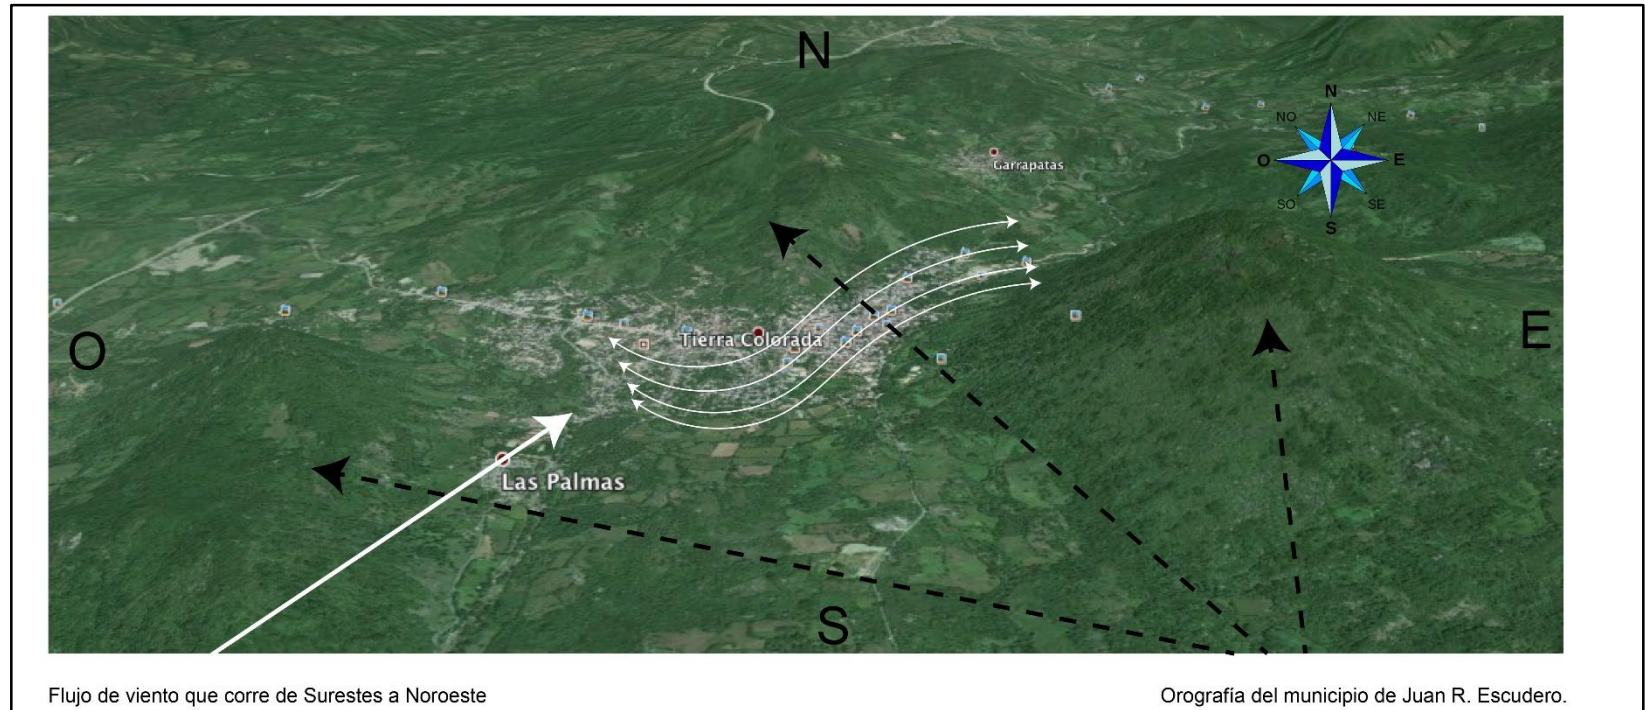 N
N
NO
NE
O
E
SO
SE
S
Garrapatas
Tierra Colorada
O
E
Las Palmas
S
Flujo de viento que corre de Surestes a Noroeste
Orografía del municipio de Juan R. Escudero.